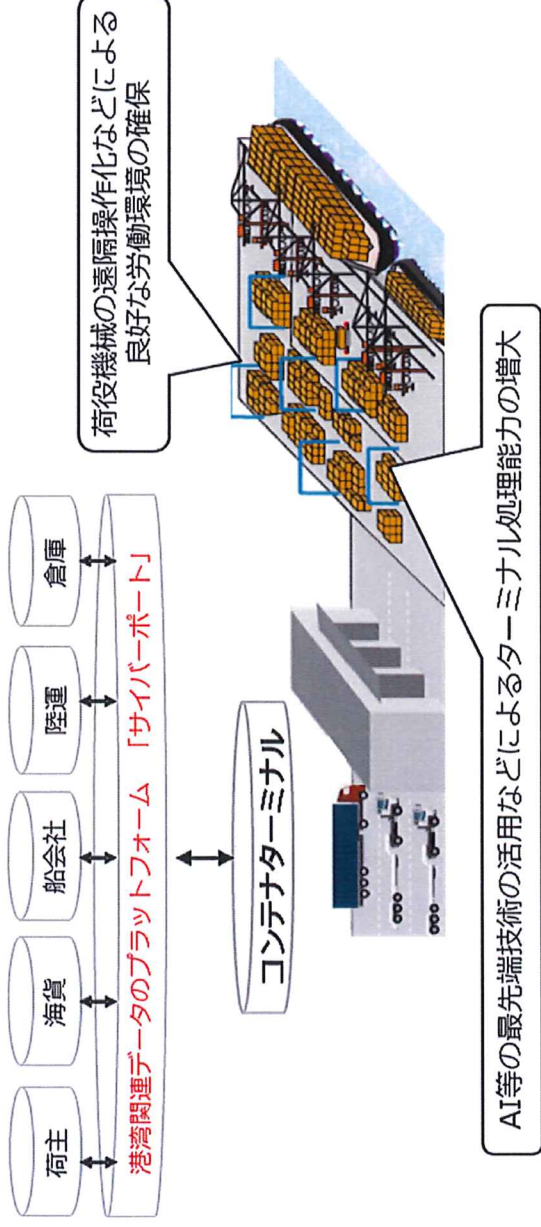 荷主
海貨
船会社
陸運
倉庫
港湾関連データのプラットフォーム 「サイバーポート」
コンテナターミナル
荷役機械の遠隔操作化などによる
良好な労働環境の確保
AI等の最先端技術の活用などによるターミナル処理能力の増大